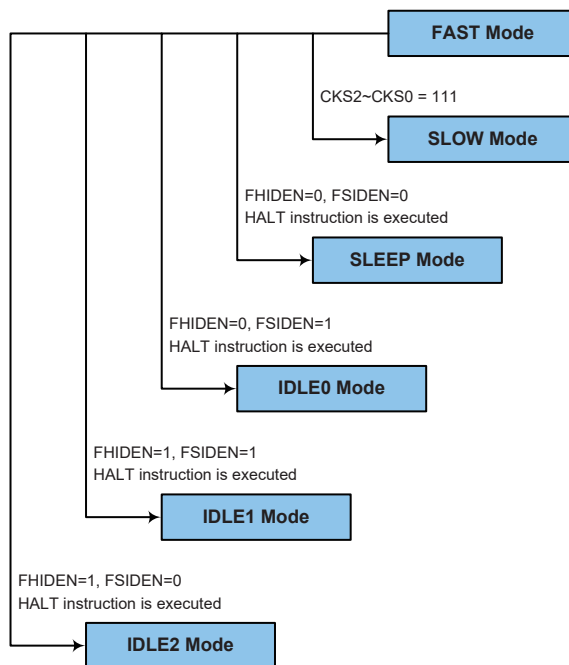 FAST Mode
CKS2~CKS0 = 111
SLOW Mode
FHIDEN=0, FSIDEN=0
HALT instruction is executed
SLEEP Mode
FHIDEN=0, FSIDEN=1
HALT instruction is executed
IDLE0 Mode
FHIDEN=1, FSIDEN=1
HALT instruction is executed
IDLE1 Mode
FHIDEN=1, FSIDEN=0
HALT instruction is executed
IDLE2 Mode